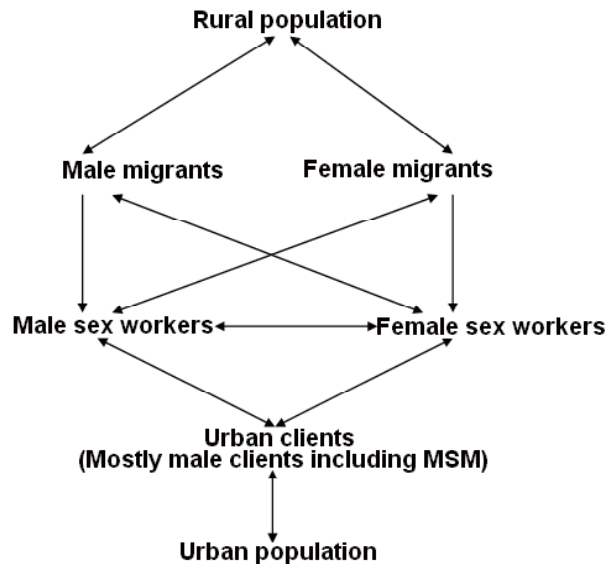 Rural population
Male migrants
Female migrants
Male sex workers
Female sex workers
Urban clients
(Mostly male clients including MSM)
Urban population